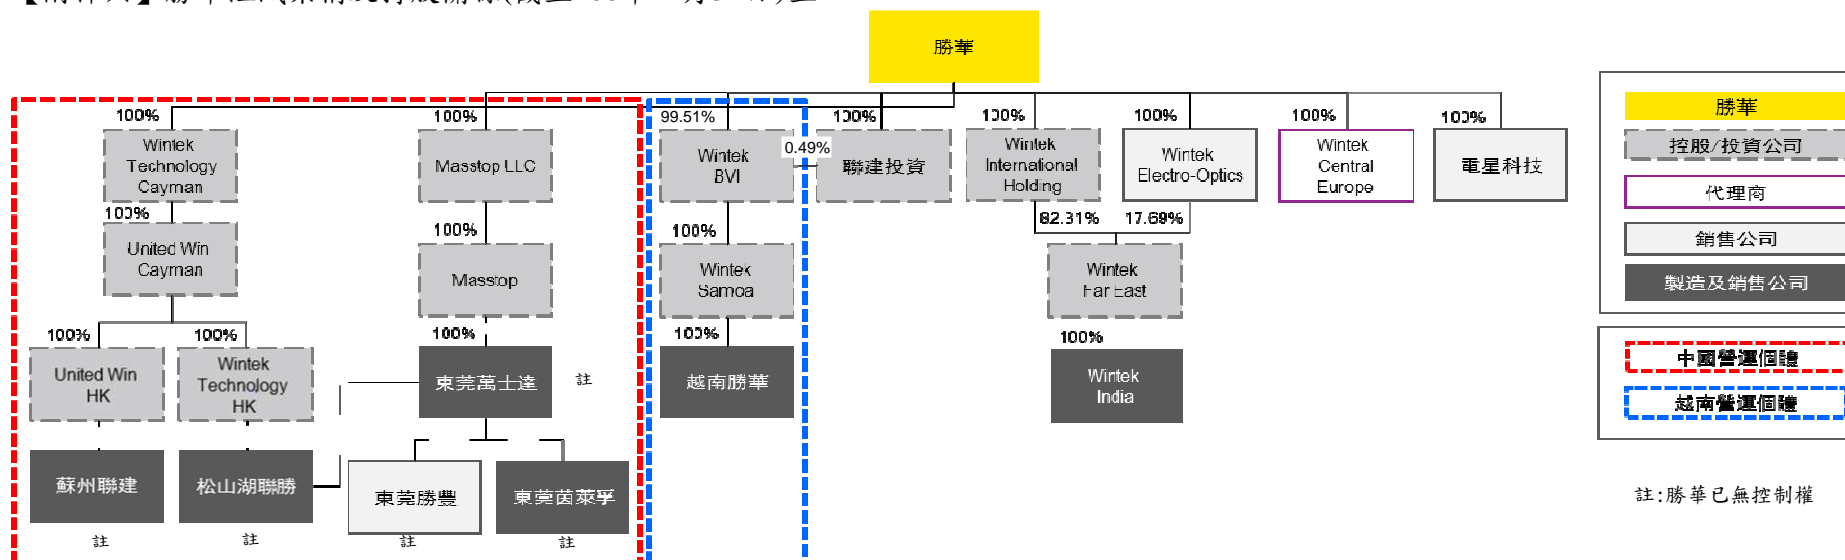 勝華
100%
100%
99.51%
100%
100%
100%
100%
100%
Wintek
Technology
Cayman
Masstop LLC
Wintek
BVI
0.49%
聯建投資
Wintek
International
Holding
Wintek
Electro-Optics
Wintek
Central
Europe
電星科技
100%
100%
100%
82.31%
17.69%
United Win
Cayman
Masstop
Wintek
Samoa
Wintek
Far East
100%
100%
100%
100%
100%
United Win
HK
Wintek
Technology
HK
東莞萬士達
註
越南勝華
Wintek
India
蘇州聯建
松山湖聯勝
東莞勝豐
東莞茵萊孚
註
註
註
註
勝華
控股/投資公司
代理商
銷售公司
製造及銷售公司
中國營運個體
越南營運個體
註:勝華已無控制權